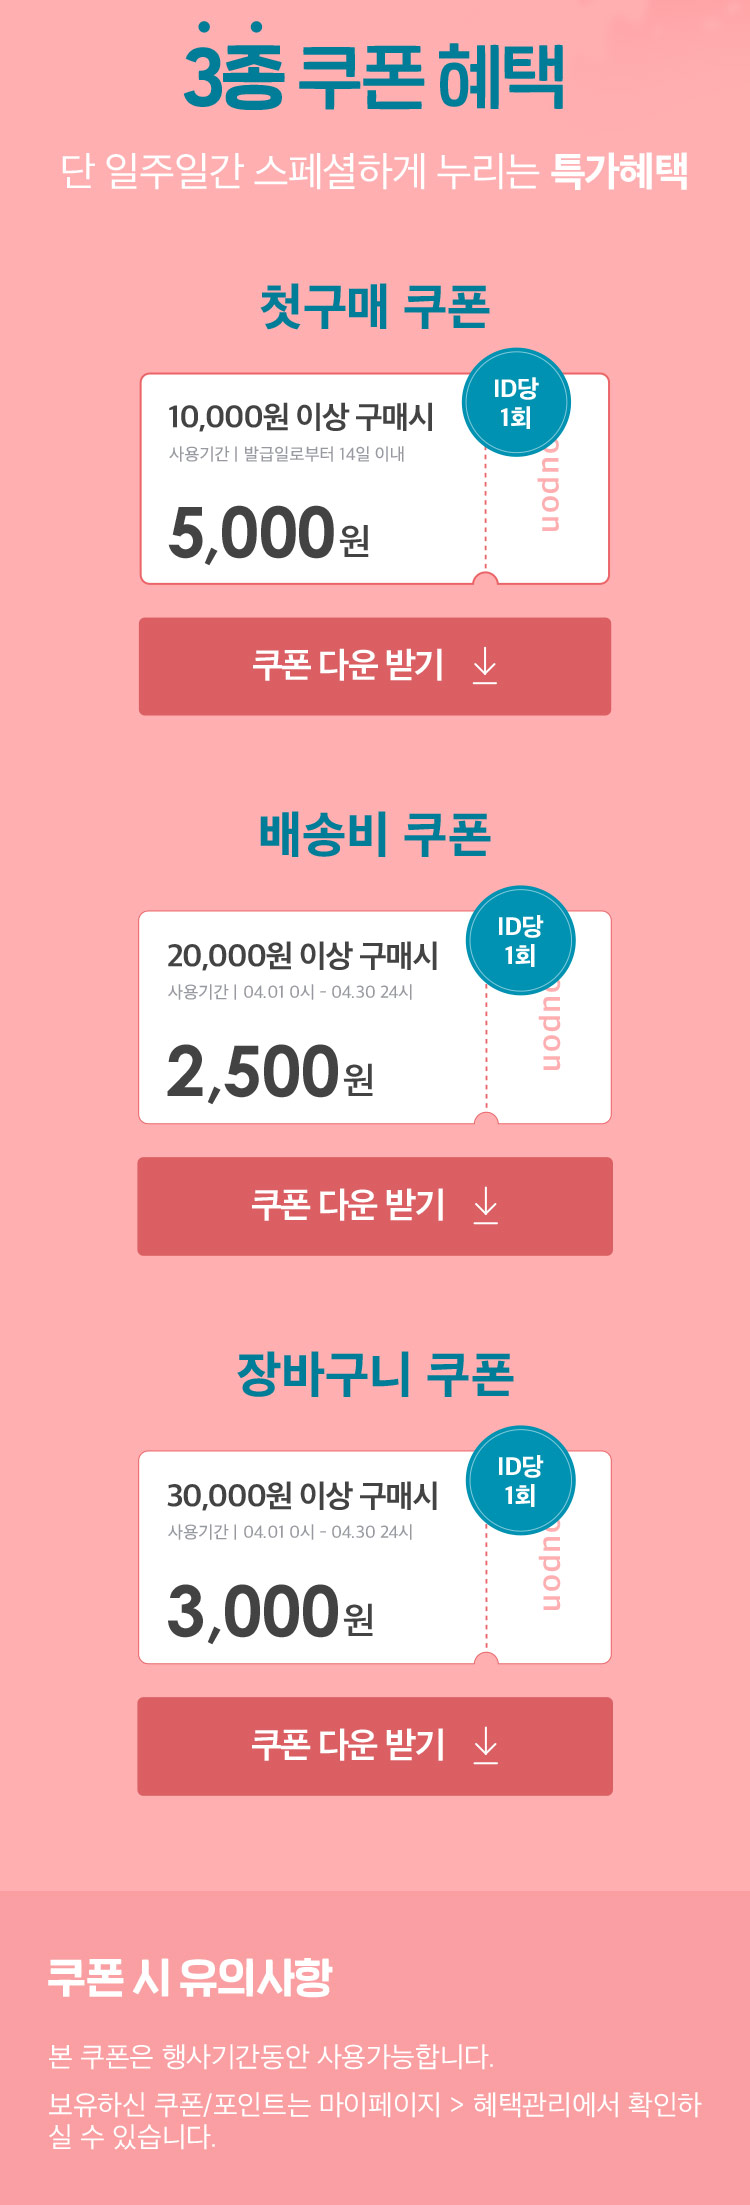 3종 쿠폰 혜택
단 일주일간 스페셜하게 누리는 특가혜택
첫구매 쿠폰
ID당
1회
10,000원 이상 구매시
사용기간 | 발급일로부터 14일 이내
5,000원
oupon
쿠폰 다운 받기
배송비 쿠폰
ID당
1회
20,000원 이상 구매시
사용기간 | 04.01 0시 - 04.30 24시
2,500원
oupon
쿠폰 다운 받기
장바구니 쿠폰
ID당
1회
30,000원 이상 구매시
사용기간 | 04.01 0시 - 04.30 24시
3,000원
oupon
쿠폰 다운 받기
쿠폰 시 유의사항
본 쿠폰은 행사기간동안 사용가능합니다.
보유하신 쿠폰/포인트는 마이페이지 > 혜택관리에서 확인하
실 수 있습니다.